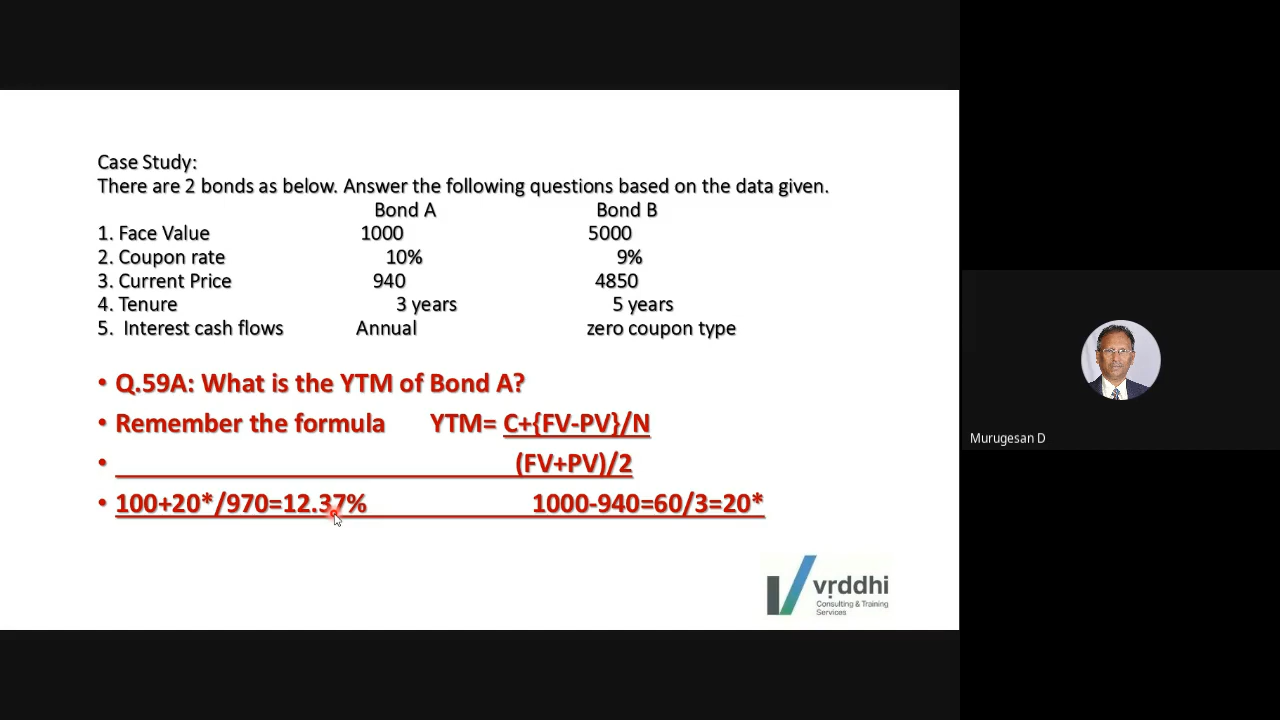 Case Study:
There are 2 bonds as below. Answer the following questions based on the data given.
Bond A Bond B
1. Face Value 1000 5000
2. Coupon rate 10% 9%
3. Current Price 940 4850
4. Tenure 3 years 5 years
5. Interest cash flows Annual zero coupon type
• Q.59A: What is the YTM of Bond A?
• Remember the formula YTM= C+{FV-PV}/N
• (FV+PV)/2
• 100+20*/970=12.37% 1000-940=60/3=20*
vṛddhi
Consulting & Training
Services
Murugesan D